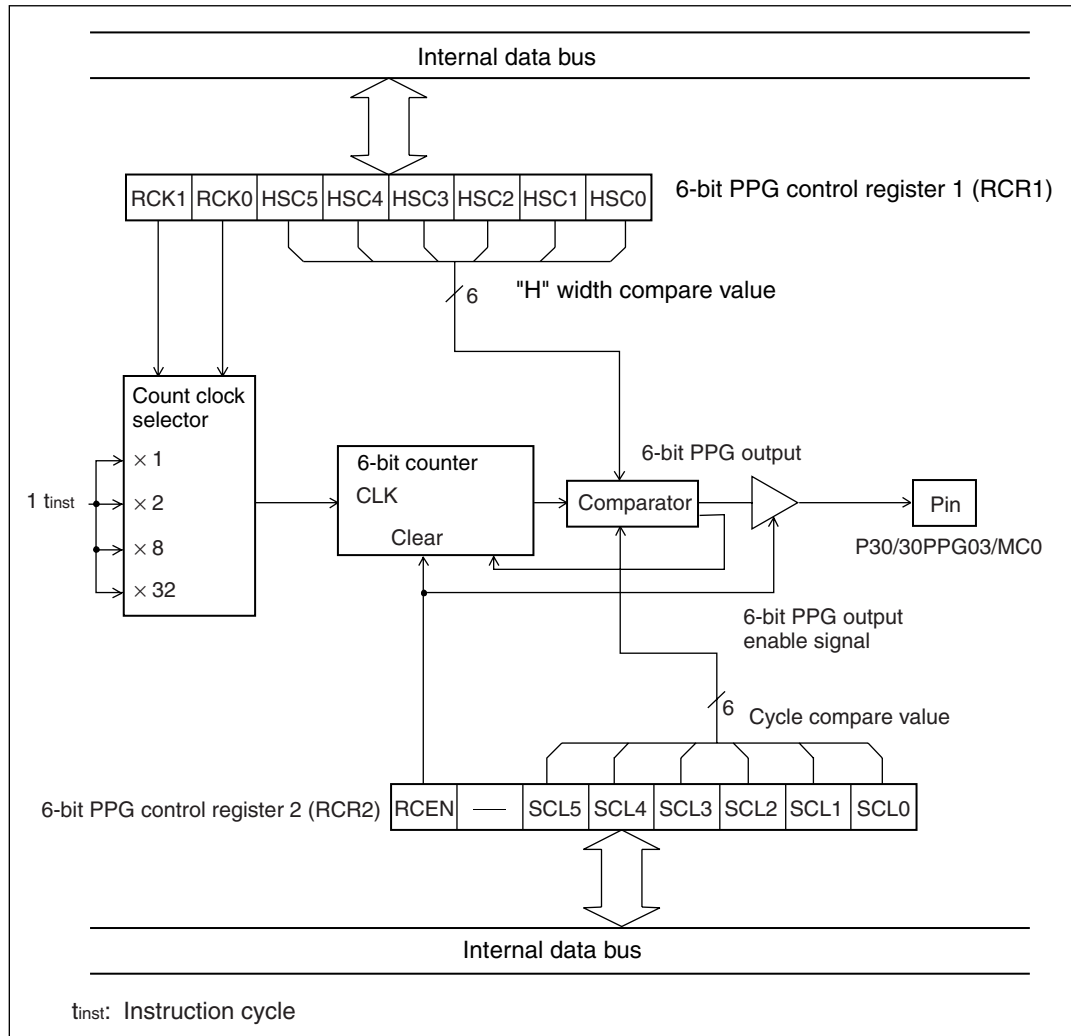 Internal data bus
RCK1 RCK0 HSC5 HSC4 HSC3 HSC2 HSC1 HSC0
6-bit PPG control register 1 (RCR1)
6
"H" width compare value
Count clock
selector
× 1
× 2
× 8
× 32
1 tinst
6-bit counter
CLK
Clear
Comparator
6-bit PPG output
Pin
P30/30PPG03/MC0
6-bit PPG output
enable signal
6
Cycle compare value
6-bit PPG control register 2 (RCR2)
RCEN — SCL5 SCL4 SCL3 SCL2 SCL1 SCL0
Internal data bus
tinst: Instruction cycle